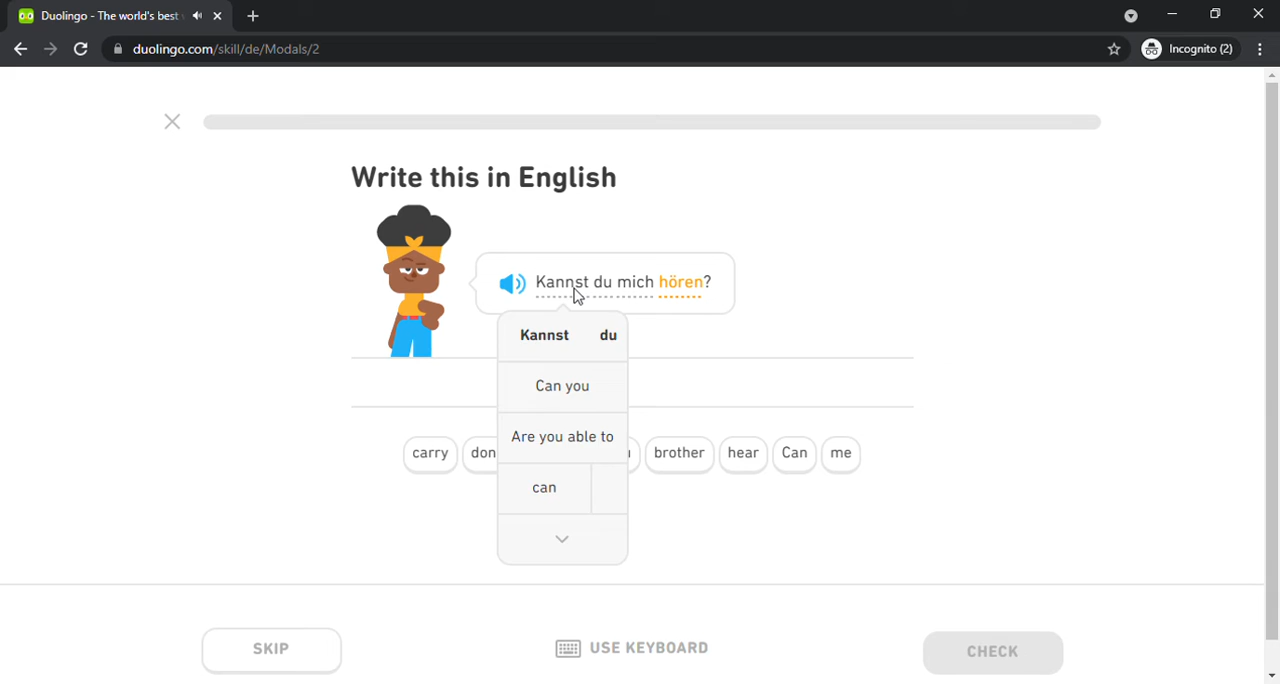 Duolingo - The world's best
duolingo.com/skill/de/Modals/2
Incognito (2)
Write this in English
Kannst du mich hören?
Kannst du
Can you
Are you able to
can
carry brother hear Can me
SKIP
USE KEYBOARD
CHECK